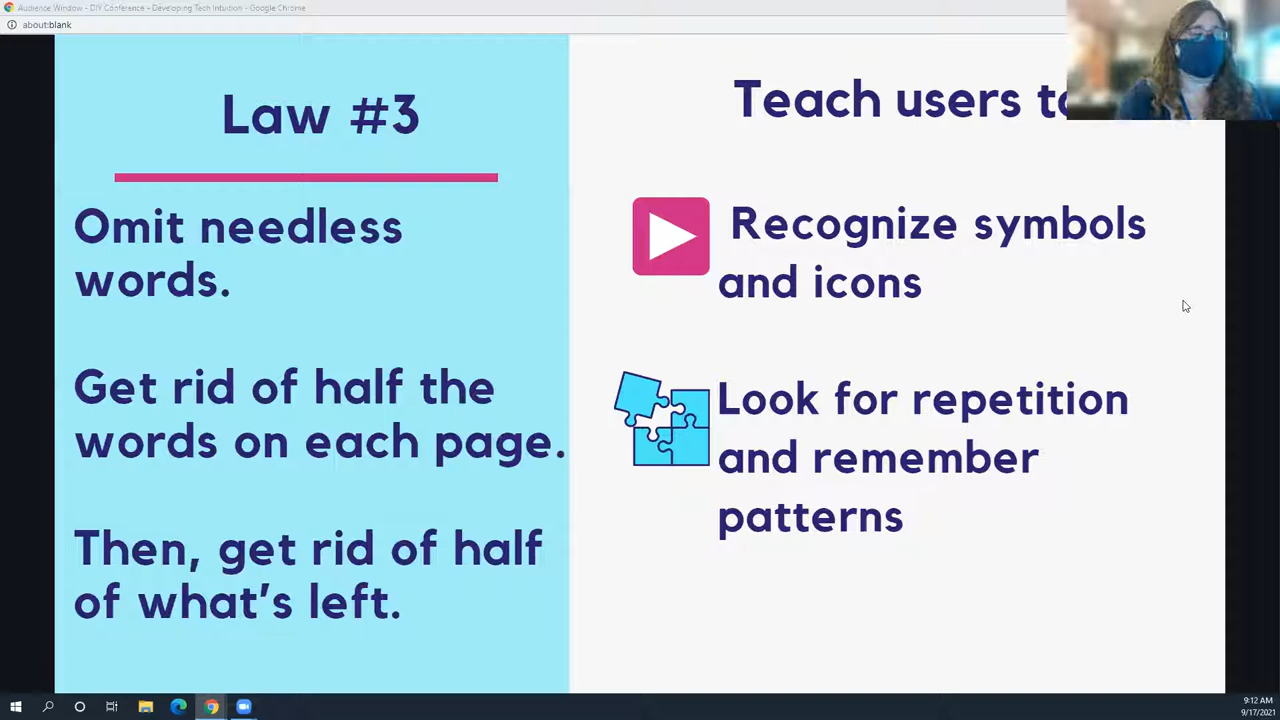 Audience Window - DIY Conference - Developing Tech Intuition - Google Chrome
about:blank
Law #3
Omit needless
words.
Get rid of half the
words on each page.
Then, get rid of half
of what's left.
Teach users to
Recognize symbols
and icons
Look for repetition
and remember
patterns
9:12 AM
9/17/2021